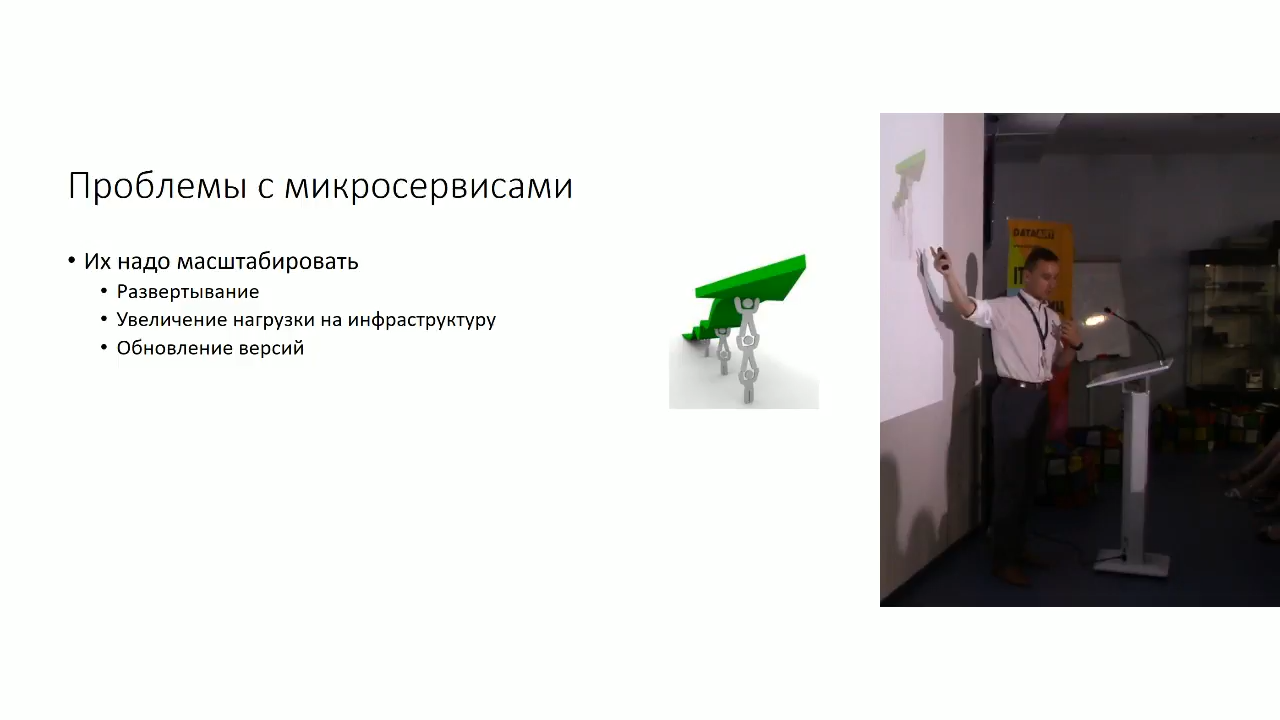 Проблемы с микросервисами
• Их надо масштабировать
• Развертывание
• Увеличение нагрузки на инфраструктуру
• Обновление версий